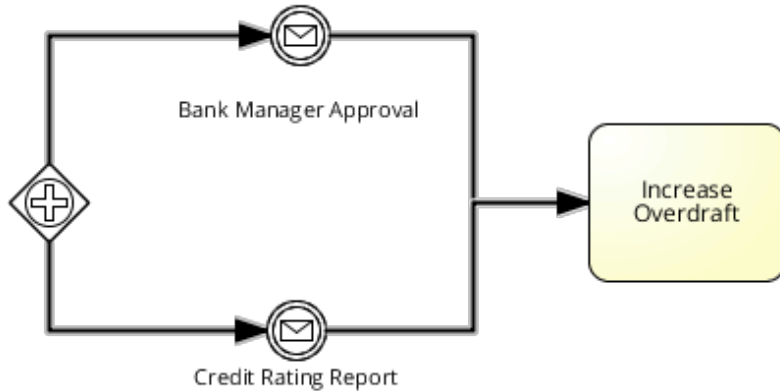 Bank Manager Approval
Increase
Overdraft
Credit Rating Report